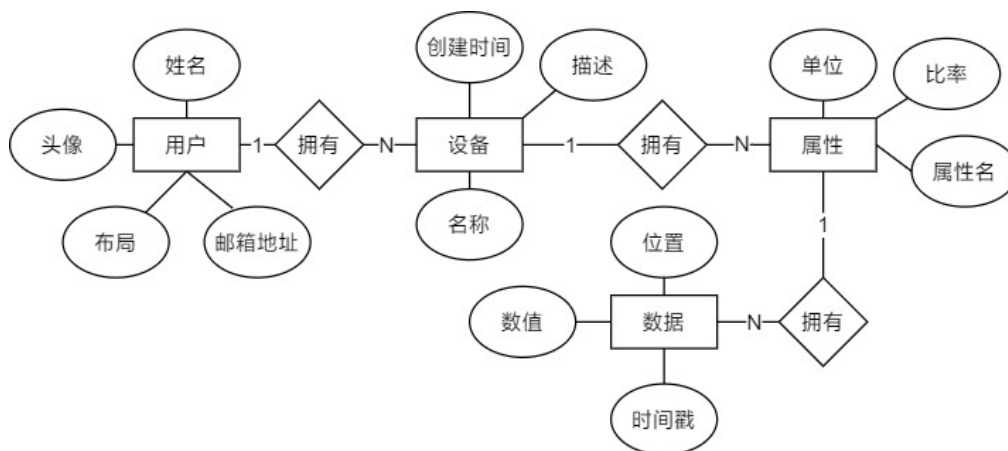 创建时间
姓名
描述
单位
比率
头像
用户
1
拥有
N
设备
1
拥有
N
属性
属性名
布局
邮箱地址
名称
1
位置
数值
数据
N
拥有
时间戳